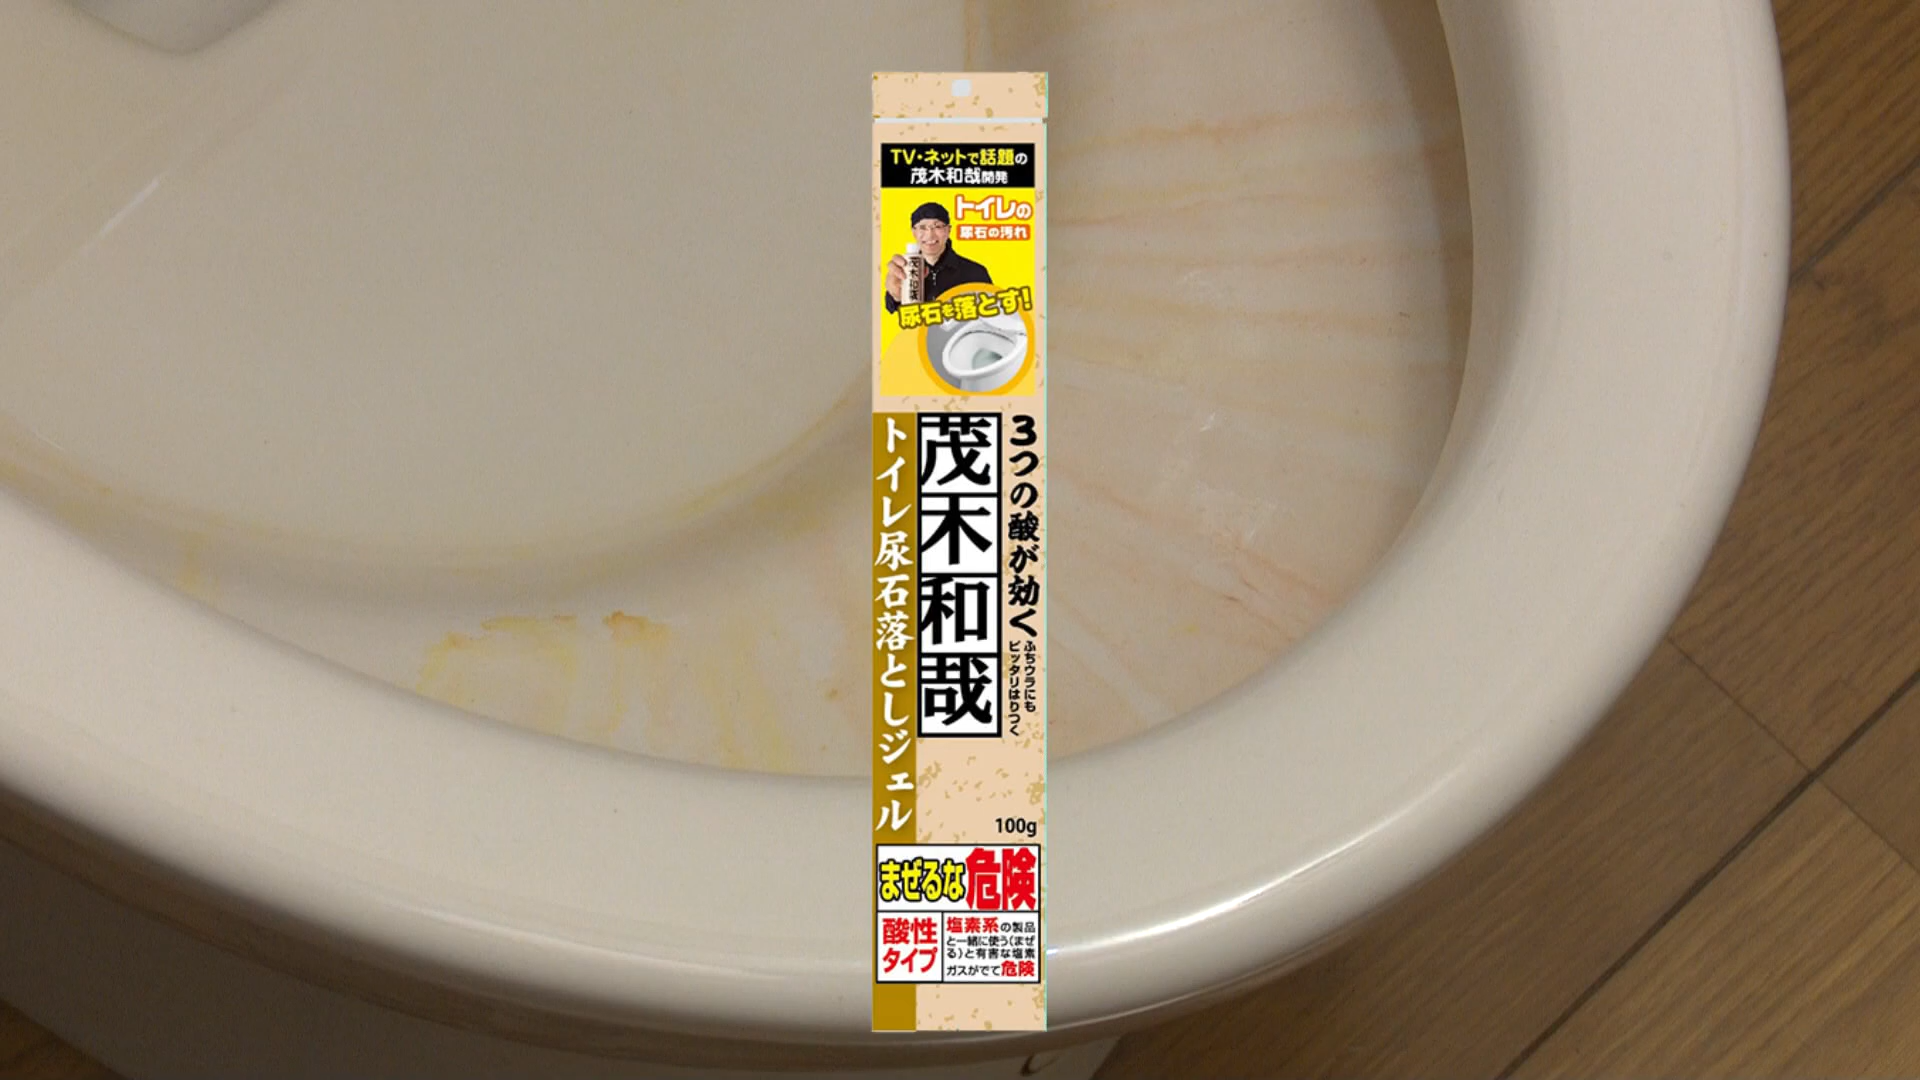 TV・ネットで話題の
茂木和哉開発
トイレの
尿石の汚れ
茂木和哉
尿石を落とす!
3つの酸が効く
ふちウラにも
ピッタリはりつく
茂木和哉
トイレ尿石落としジェル
100g
まぜるな危険
酸性
タイプ
塩素系の製品
と一緒に使う(まぜ
る)と有害な塩素
ガスがでて危険